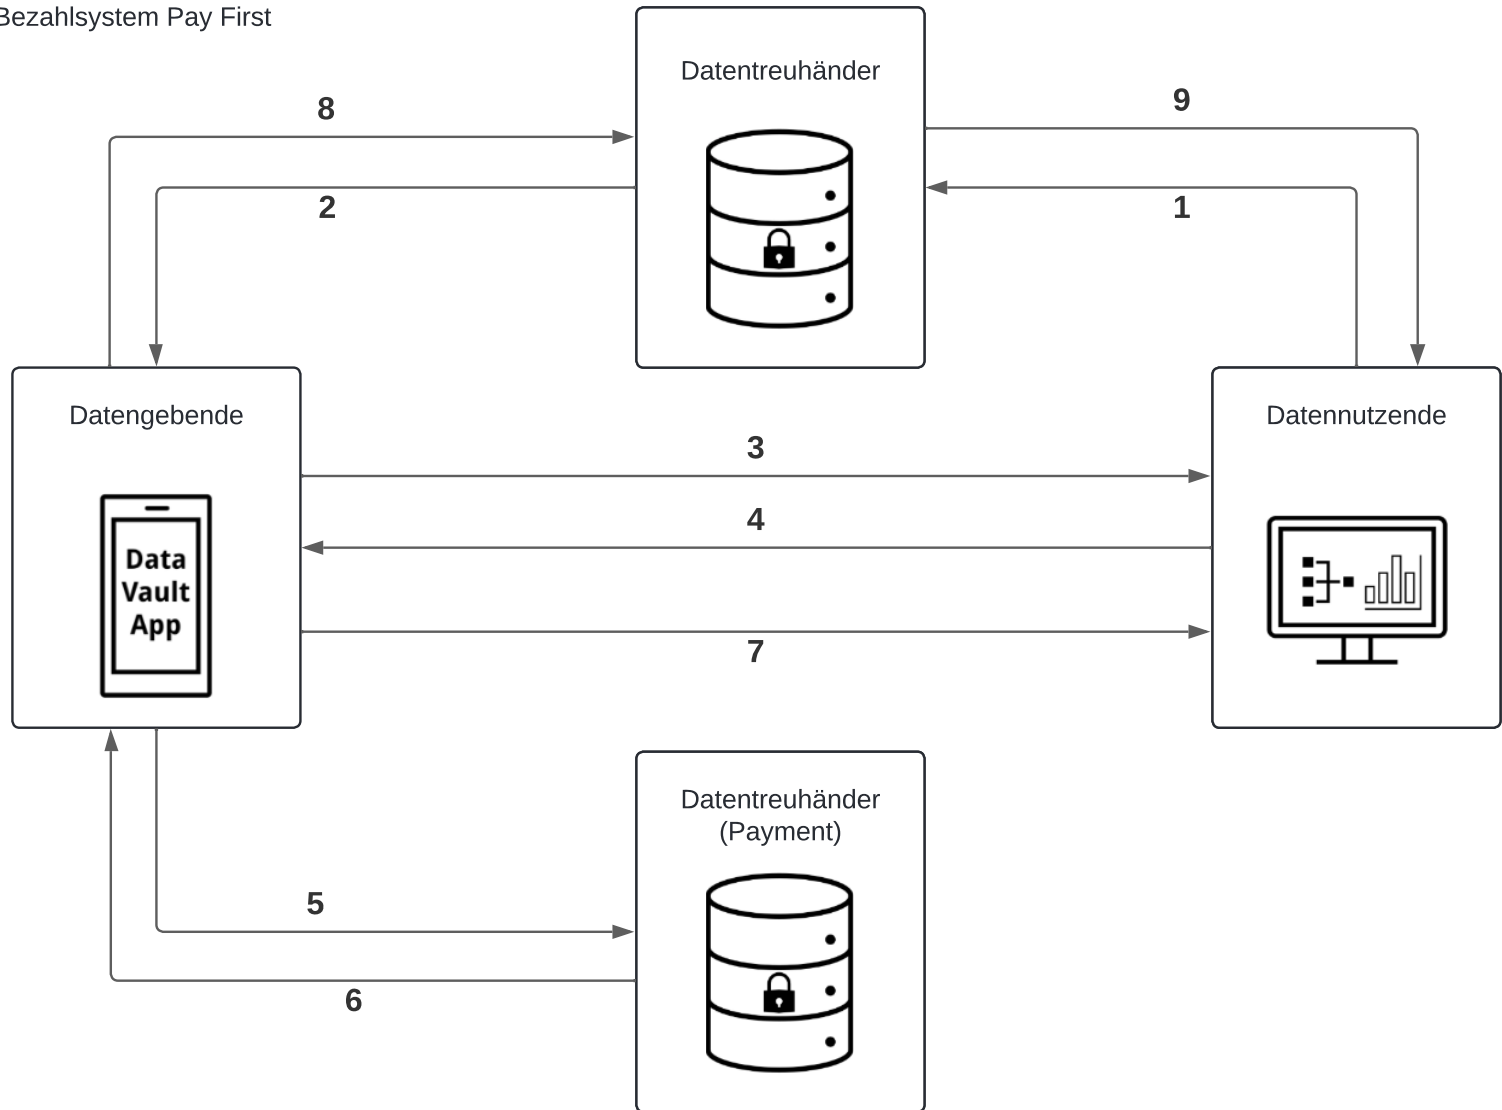 Bezahlsystem Pay First
Datentreuhänder
8
9
2
1
Datengebende
Datennutzende
3
4
Data
Vault
App
7
Datentreuhänder
(Payment)
5
6